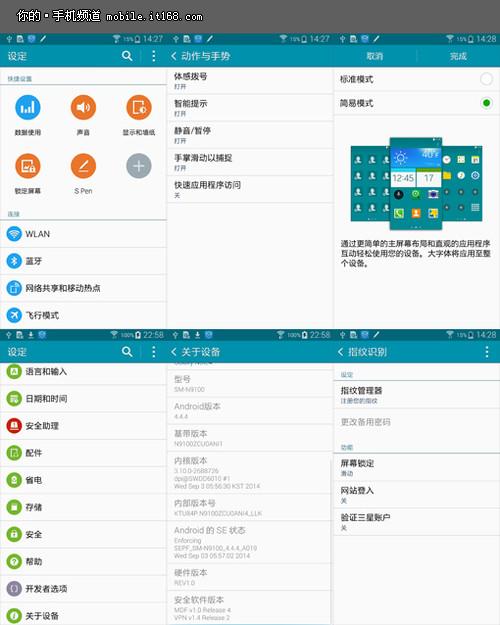 你的·手机频道 mobile.it168.com
15% 14:27
设定
快捷设置
数据使用
声音
显示和墙纸
锁定屏幕
S Pen
连接
WLAN
蓝牙
网络共享和移动热点
飞行模式
15% 14:27
动作与手势
体感拨号
打开
智能提示
打开
静音/暂停
打开
手掌滑动以捕捉
打开
快速应用程序访问
关
15% 14:28
取消
完成
标准模式
简易模式
40°
12:45
17
通过更简单的主屏幕布局和直观的应用程序
互动轻松使用您的设备。大字体将应用至整
个设备。
100% 22:58
设定
语言和输入
日期和时间
安全助理
配件
省电
存储
安全
帮助
开发者选项
关于设备
100% 22:58
关于设备
型号
SM-N9100
Android版本
4.4.4
基带版本
N9100ZCU0ANI1
内核版本
3.10.0-2688726
dpi@SWDD6010 #1
Wed Sep 3 05:56:30 KST 2014
内部版本号
KTU84P.N9100ZCU0ANI4_LLK
Android 的 SE 状态
Enforcing
SEPF_SM-N9100_4.4.4_A019
Wed Sep 03 05:57:02 2014
硬件版本
REV1.0
安全软件版本
MDF v1.0 Release 4
VPN v1.4 Release 2
15% 14:28
指纹识别
设定
指纹管理器
注册您的指纹
更改备用密码
功能
屏幕锁定
滑动
网站登入
关
验证三星账户
关